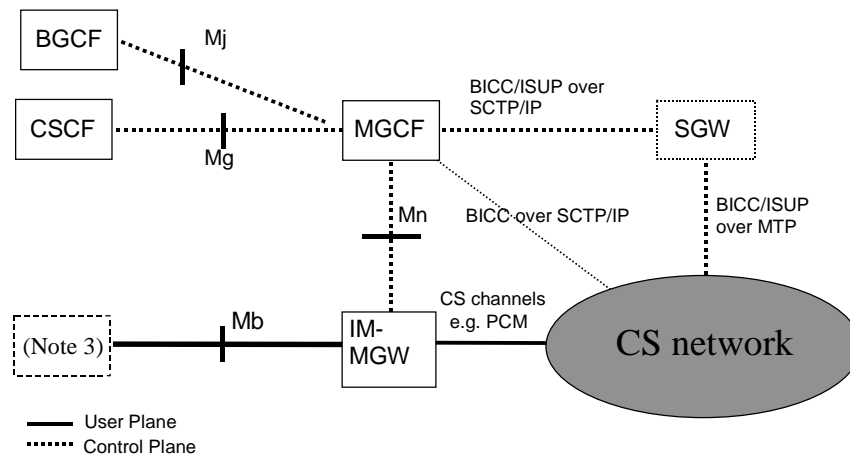 BGCF
Mj
BICC/ISUP over
SCTP/IP
CSCF
Mg
MGCF
SGW
Mn
BICC over SCTP/IP
BICC/ISUP
over MTP
(Note 3)
Mb
IM-
MGW
CS channels
e.g. PCM
CS network
User Plane
Control Plane